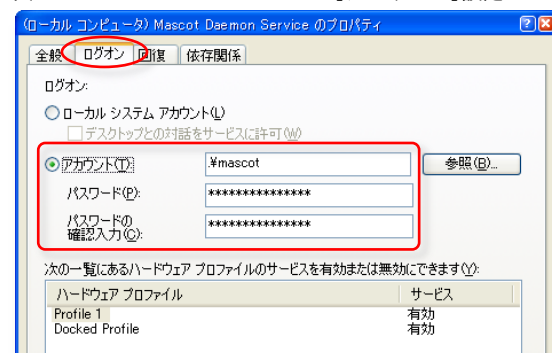 (ローカル コンピュータ) Mascot Daemon Service のプロパティ
全般 ログオン 回復 依存関係
ログオン:
ローカル システム アカウント(L)
デスクトップとの対話をサービスに許可(W)
アカウント(T): .¥mascot 参照(B)...
パスワード(P): ***************
パスワードの
確認入力(C): ***************
次の一覧にあるハードウェア プロファイルのサービスを有効または無効にできます(Y):
ハードウェア プロファイル サービス
Profile 1 有効
Docked Profile 有効